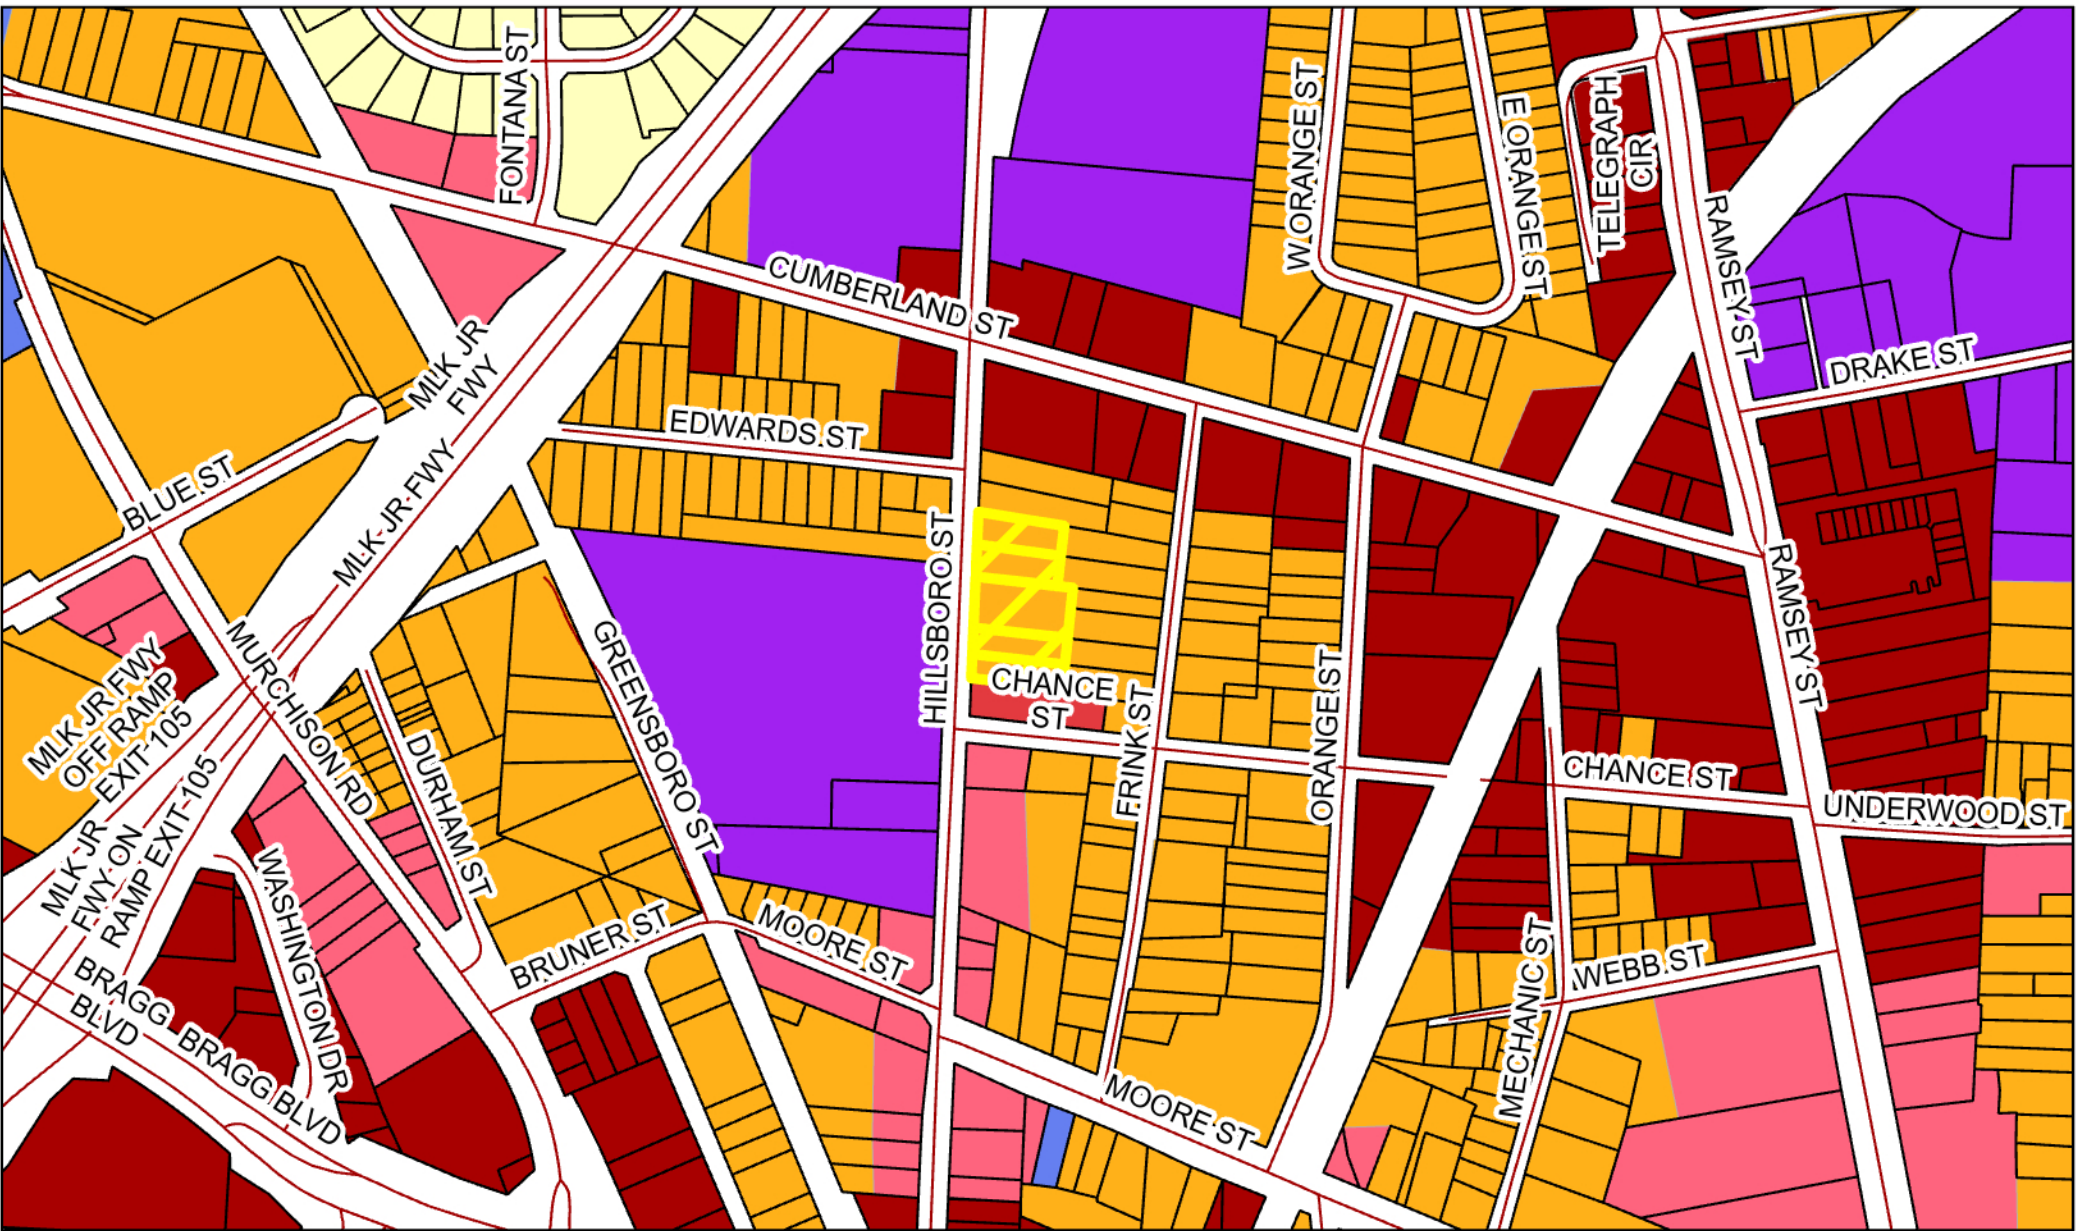 FONTANA ST
W ORANGE ST
E ORANGE ST
TELEGRAPH
CIR
RAMSEY ST
CUMBERLAND ST
DRAKE ST
MLK JR
FWY
EDWARDS ST
BLUE ST
MLK JR FWY
HILLSBORO ST
RAMSEY ST
GREENSBORO ST
MURCHISON RD
MLK JR FWY
OFF RAMP
EXIT 105
CHANCE
ST
FRINK ST
ORANGE ST
CHANCE ST
UNDERWOOD ST
DURHAM ST
MLK JR
FWY ON
RAMP EXIT 105
WASHINGTON DR
BRUNER ST
MOORE ST
MECHANIC ST
WEBB ST
BRAGG
BLVD
BRAGG BLVD
MOORE ST